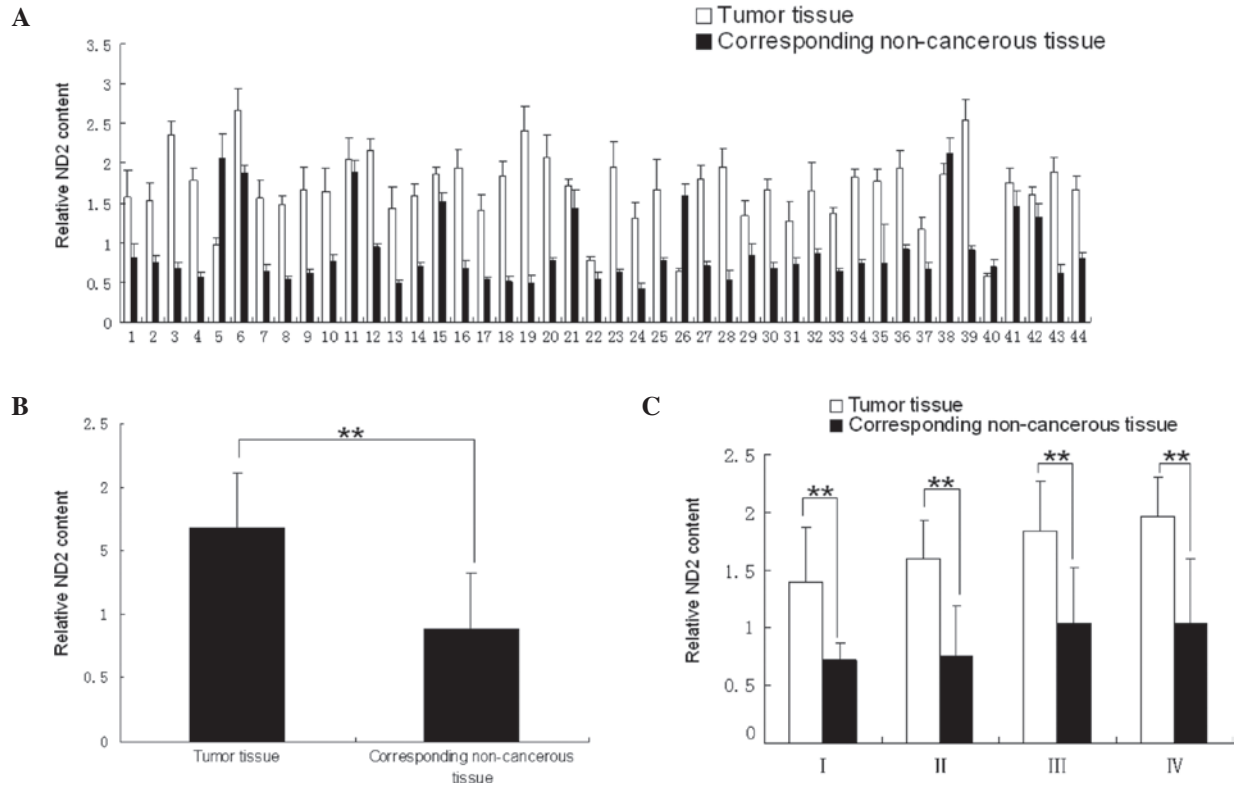 A
Tumor tissue
Corresponding non-cancerous tissue
3.5
3
2.5
2
1.5
1
0.5
0
Relative ND2 content
1 2 3 4 5 6 7 8 9 10 11 12 13 14 15 16 17 18 19 20 21 22 23 24 25 26 27 28 29 30 31 32 33 34 35 36 37 38 39 40 41 42 43 44
B
2.5
2
5
1
0.5
0
Relative ND2 content
**
Tumor tissue
Corresponding non-cancerous
tissue
C
Tumor tissue
Corresponding non-cancerous tissue
2.5
2
1.5
1
0.5
0
Relative ND2 content
** ** ** **
I II III IV